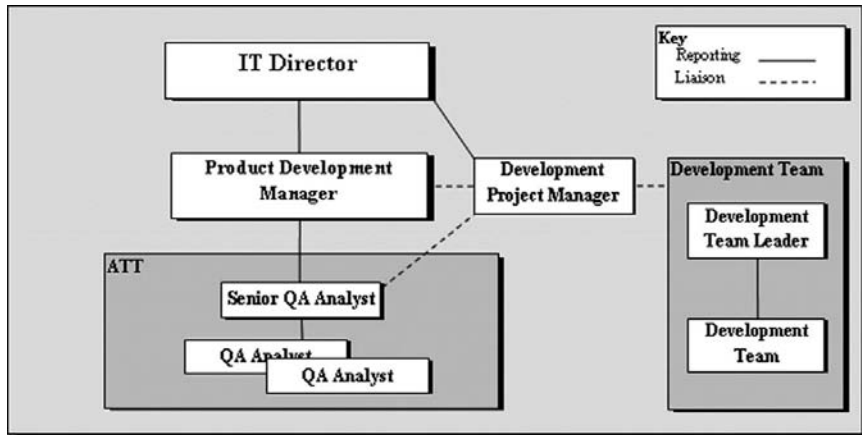 IT Director
Key
Reporting
Liaison
Product Development
Manager
Development
Project Manager
Development Team
Development
Team Leader
ATT
Senior QA Analyst
QA Analyst
QA Analyst
Development
Team